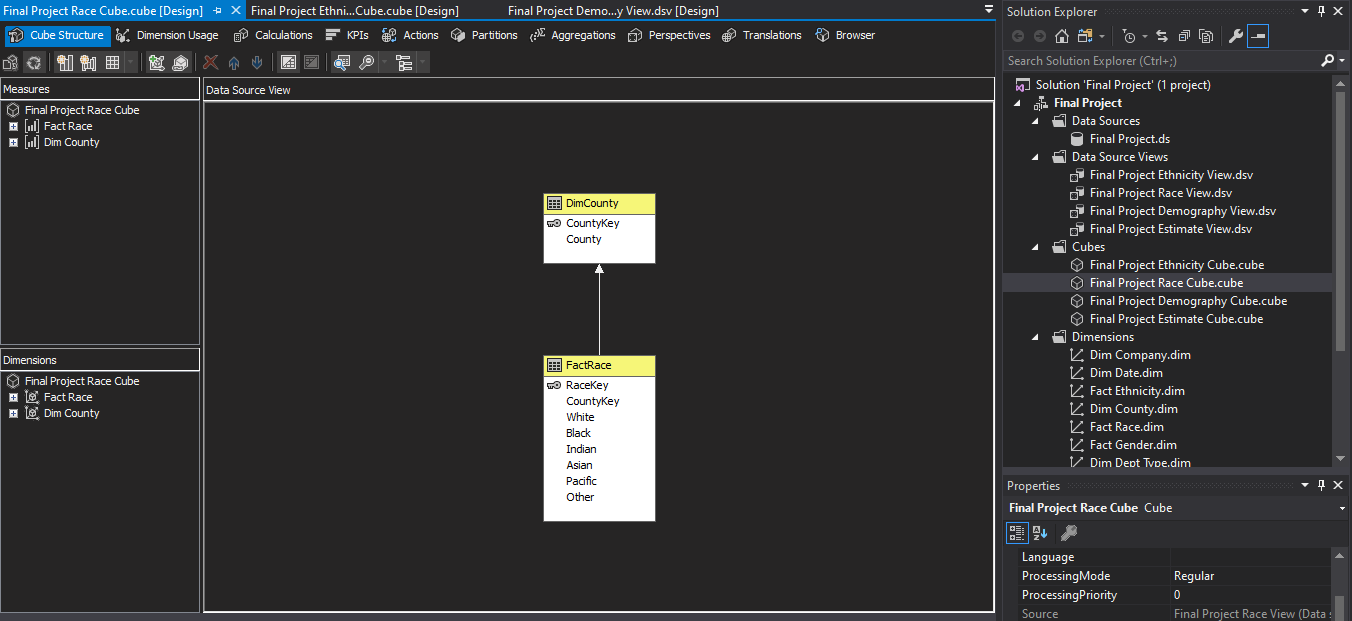 Final Project Race Cube.cube [Design]
Final Project Ethni...Cube.cube [Design]
Final Project Demo...y View.dsv [Design]
Cube Structure
Dimension Usage
Calculations
KPIs
Actions
Partitions
Aggregations
Perspectives
Translations
Browser
Measures
Final Project Race Cube
Fact Race
Dim County
Dimensions
Final Project Race Cube
Fact Race
Dim County
Data Source View
DimCounty
CountyKey
County
FactRace
RaceKey
CountyKey
White
Black
Indian
Asian
Pacific
Other
Solution Explorer
Search Solution Explorer (Ctrl+;)
Solution 'Final Project' (1 project)
Final Project
Data Sources
Final Project.ds
Data Source Views
Final Project Ethnicity View.dsv
Final Project Race View.dsv
Final Project Demography View.dsv
Final Project Estimate View.dsv
Cubes
Final Project Ethnicity Cube.cube
Final Project Race Cube.cube
Final Project Demography Cube.cube
Final Project Estimate Cube.cube
Dimensions
Dim Company.dim
Dim Date.dim
Fact Ethnicity.dim
Dim County.dim
Fact Race.dim
Fact Gender.dim
Dim Dept Type.dim
Properties
Final Project Race Cube Cube
Language
ProcessingMode Regular
ProcessingPriority 0
Source Final Project Race View (Data s